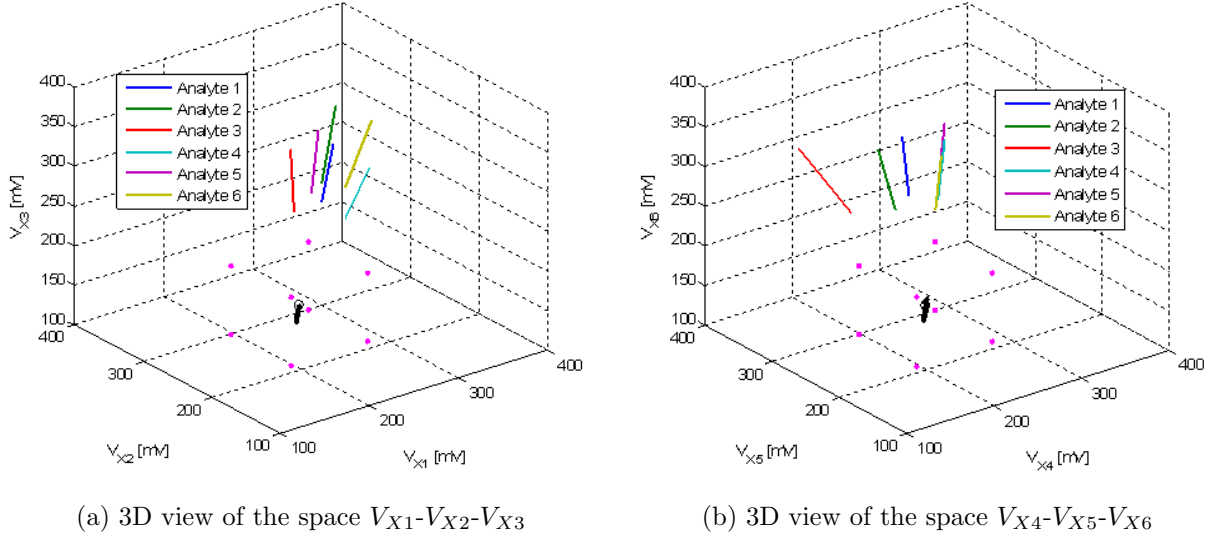 400
350
300
250
200
150
100
V_X3 [mV]
Analyte 1
Analyte 2
Analyte 3
Analyte 4
Analyte 5
Analyte 6
400
300
200
100
V_X2 [mV]
100
200
300
400
V_X1 [mV]
400
350
300
250
200
150
100
V_X6 [mV]
Analyte 1
Analyte 2
Analyte 3
Analyte 4
Analyte 5
Analyte 6
400
300
200
100
V_X5 [mV]
100
200
300
400
V_X4 [mV]
(a) 3D view of the space V_X1-V_X2-V_X3
(b) 3D view of the space V_X4-V_X5-V_X6